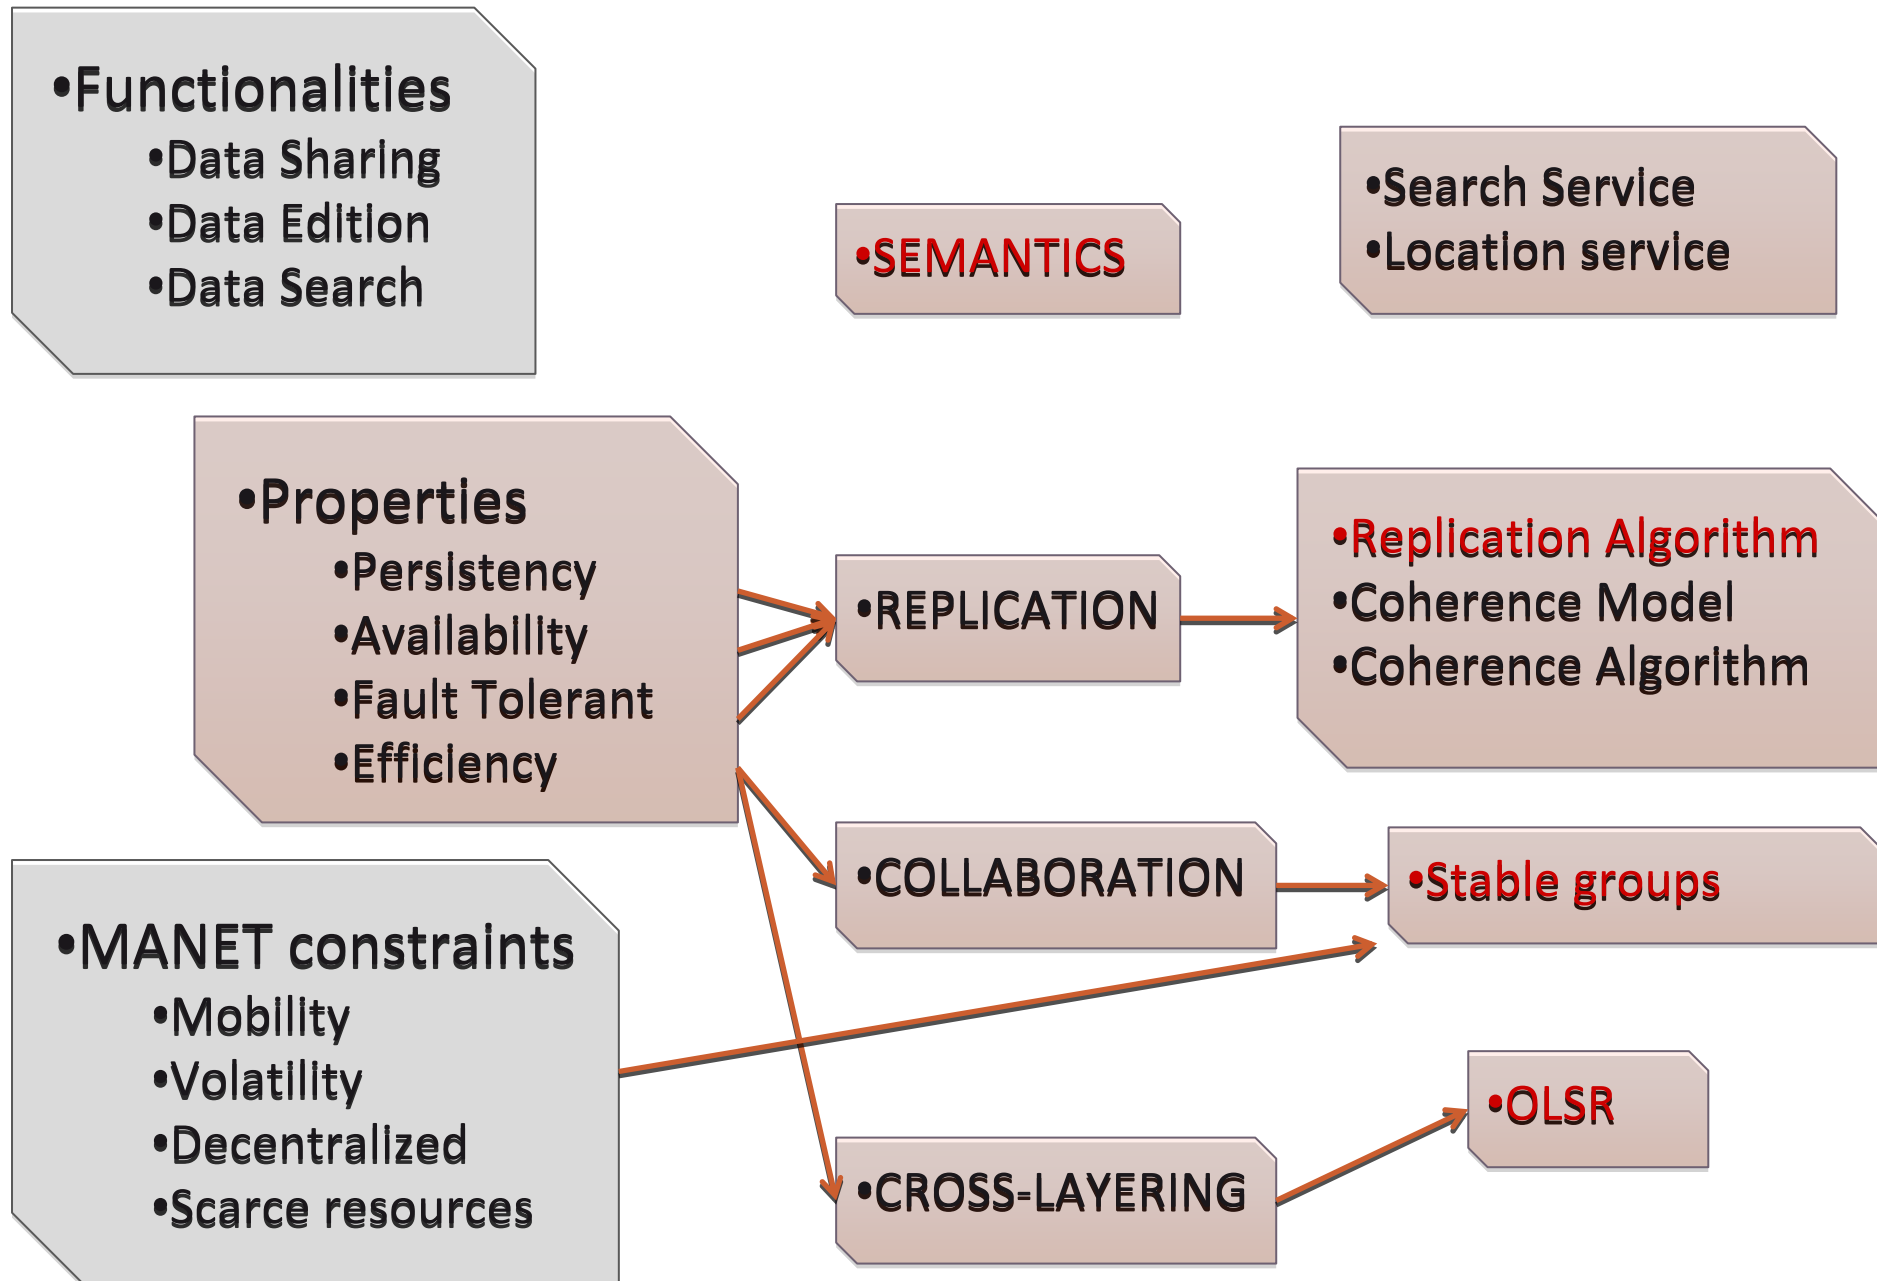 •Functionalities
•Data Sharing
•Data Edition
•Data Search
•SEMANTICS
•Search Service
•Location service
•Properties
•Persistency
•Availability
•Fault Tolerant
•Efficiency
•REPLICATION
•Replication Algorithm
•Coherence Model
•Coherence Algorithm
•COLLABORATION
•Stable groups
•MANET constraints
•Mobility
•Volatility
•Decentralized
•Scarce resources
•CROSS-LAYERING
•OLSR